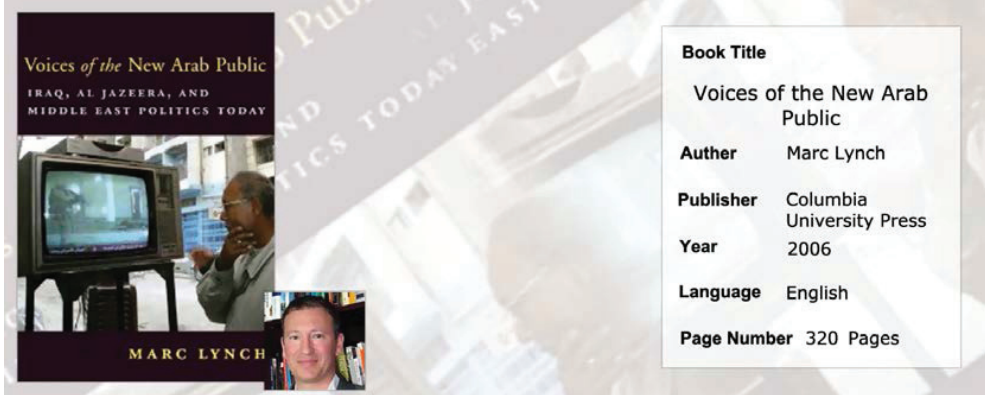 Voices of the New Arab Public
IRAQ, AL JAZEERA, AND
MIDDLE EAST POLITICS TODAY
MARC LYNCH
Book Title
Voices of the New Arab
Public
Auther Marc Lynch
Publisher Columbia
University Press
Year 2006
Language English
Page Number 320 Pages